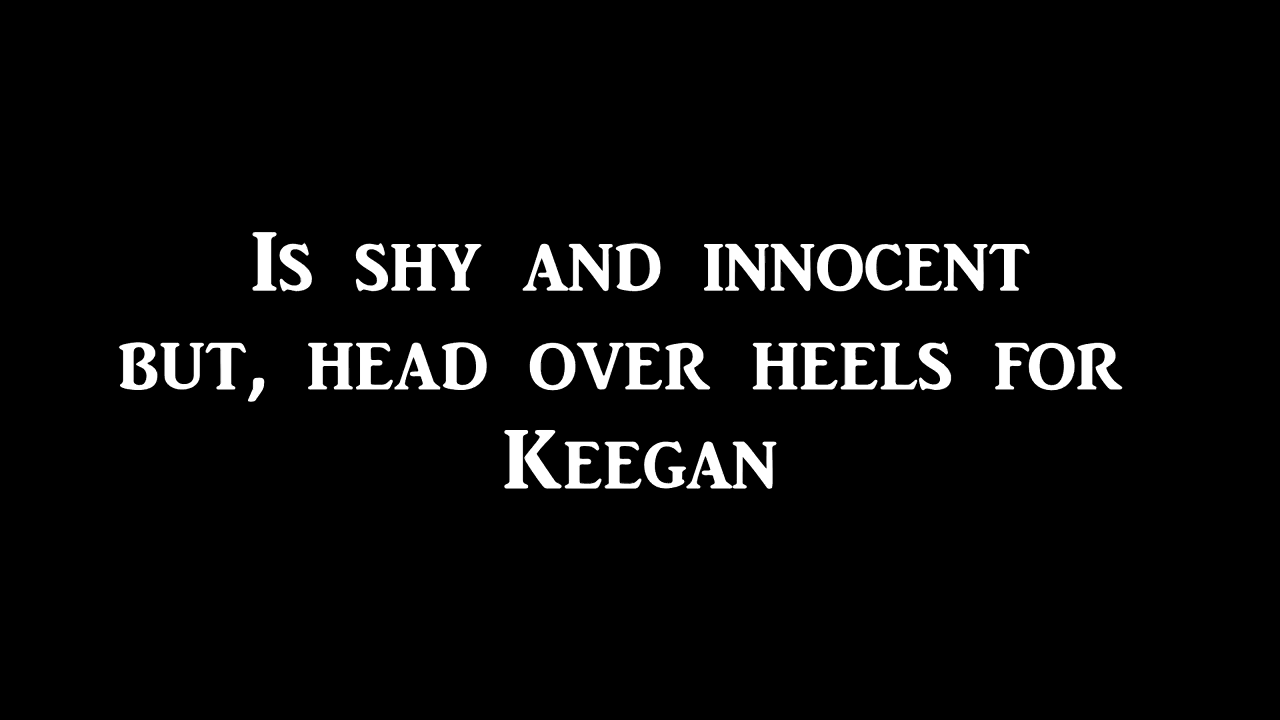 Is shy and innocent
but, head over heels for
Keegan